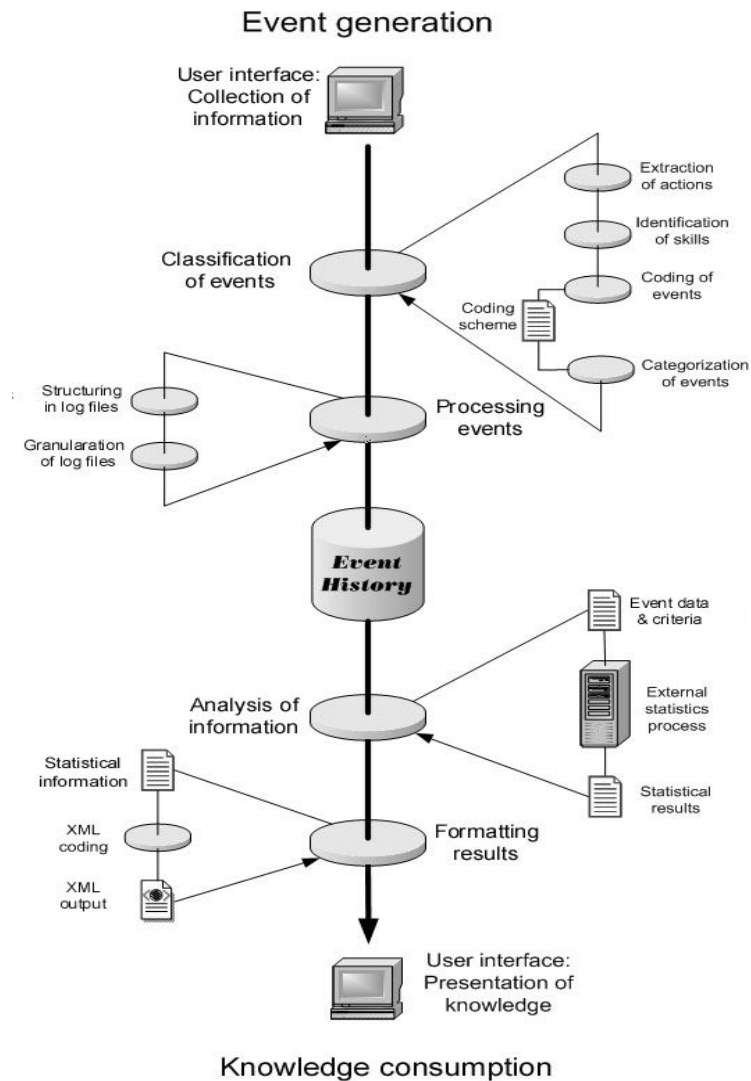 Event generation
User interface:
Collection of
information
Extraction
of actions
Identification
of skills
Classification
of events
Coding of
events
Coding
scheme
Categorization
of events
Structuring
in log files
Processing
events
Granularation
of log files
Event
History
Event data
& criteria
Analysis of
information
External
statistics
process
Statistical
information
Statistical
results
XML
coding
Formatting
results
XML
output
User interface:
Presentation of
knowledge
Knowledge consumption